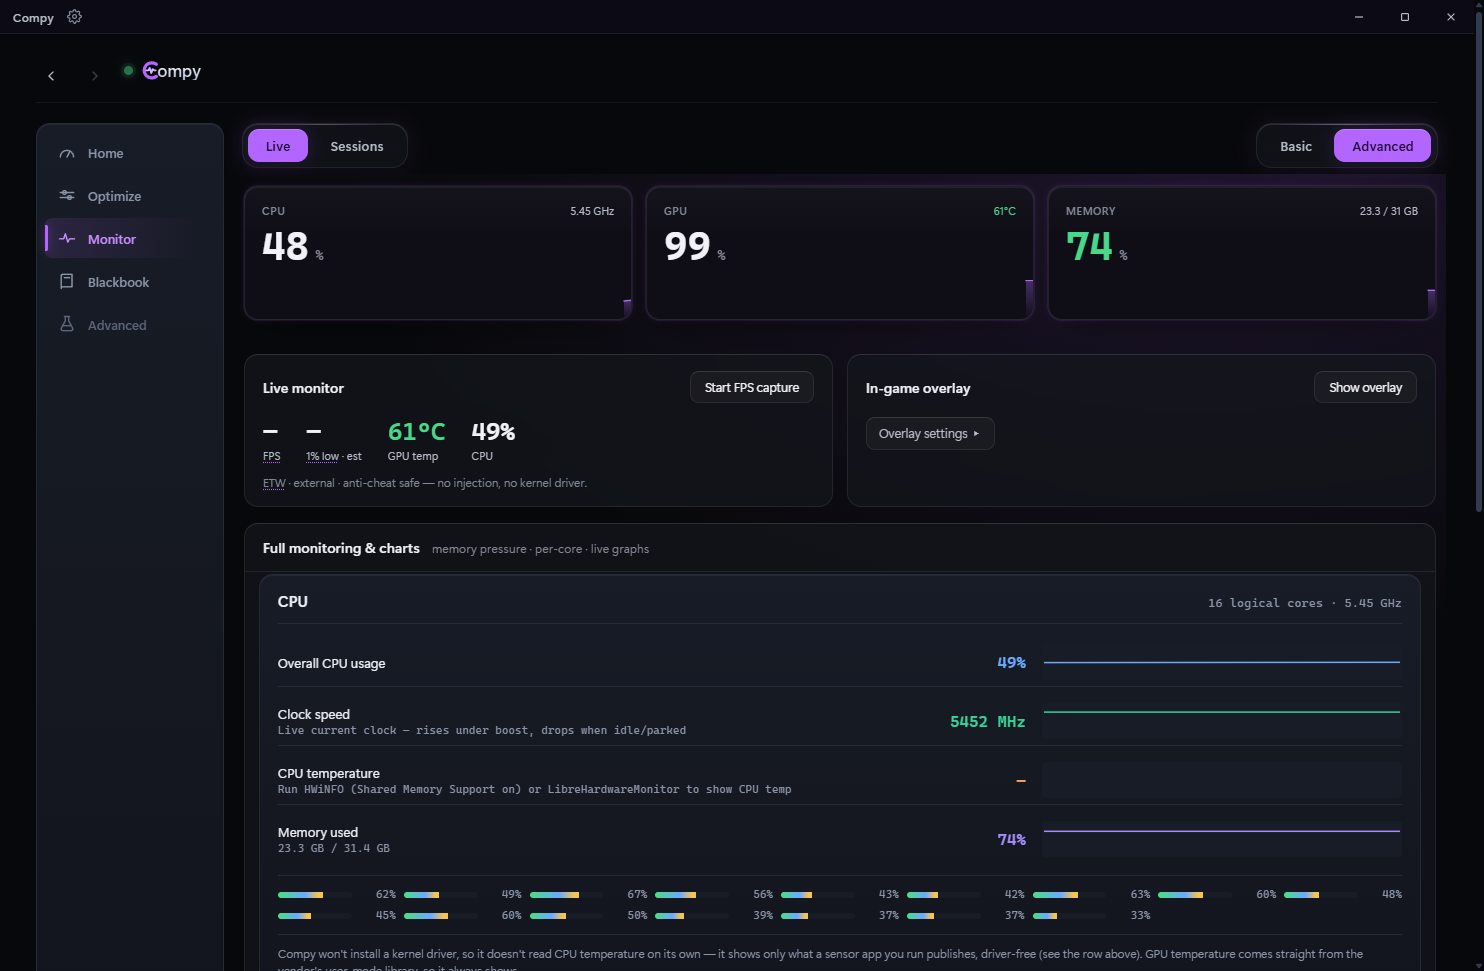 Compy
Compy
Home
Optimize
Monitor
Blackbook
Advanced
Live Sessions
Basic Advanced
CPU 5.45 GHz
48 %
GPU 61°C
99 %
MEMORY 23.3 / 31 GB
74 %
Live monitor Start FPS capture
– – 61°C 49%
FPS 1% low · est GPU temp CPU
ETW · external · anti-cheat safe — no injection, no kernel driver.
In-game overlay Show overlay
Overlay settings ▸
Full monitoring & charts memory pressure · per-core · live graphs
CPU 16 logical cores · 5.45 GHz
Overall CPU usage 49%
Clock speed 5452 MHz
Live current clock — rises under boost, drops when idle/parked
CPU temperature –
Run HWiNFO (Shared Memory Support on) or LibreHardwareMonitor to show CPU temp
Memory used 74%
23.3 GB / 31.4 GB
62% 49% 67% 56% 43% 42% 63% 60% 48%
45% 60% 50% 39% 37% 37% 33%
Compy won't install a kernel driver, so it doesn't read CPU temperature on its own — it shows only what a sensor app you run publishes, driver-free (see the row above). GPU temperature comes straight from the
vendor's user-mode library, so it always shows.